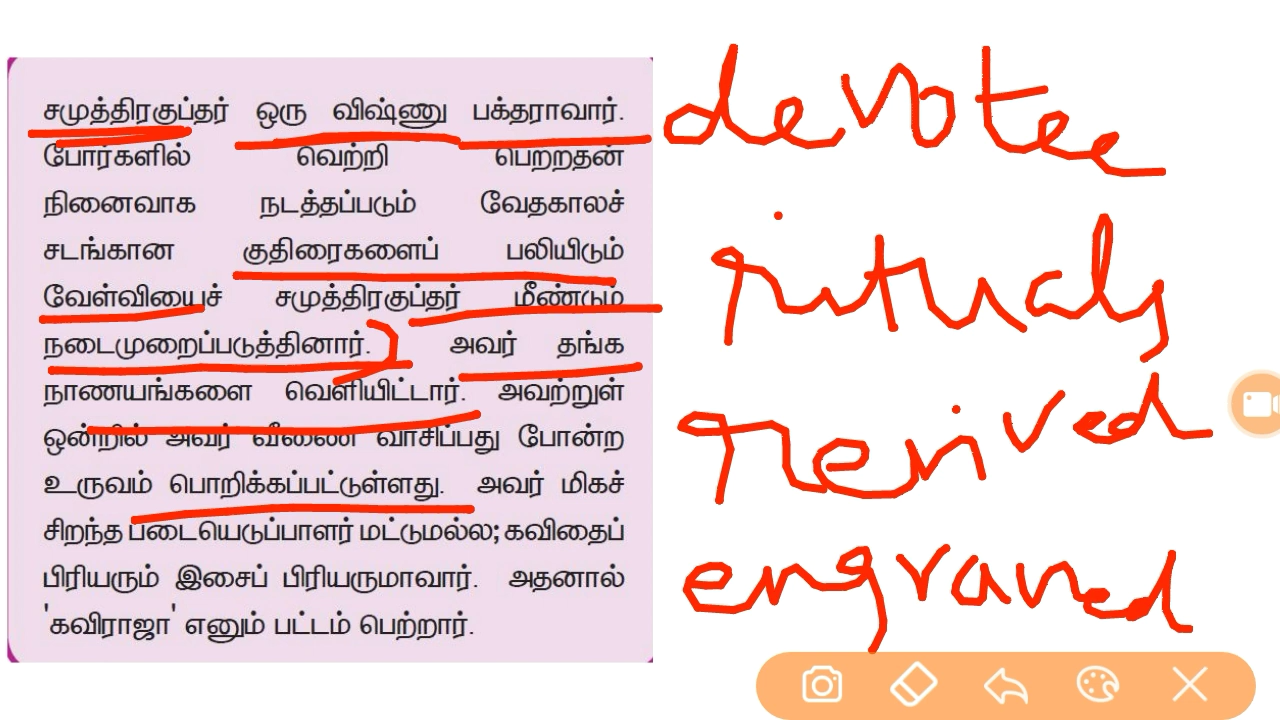 சமுத்திரகுப்தர் ஒரு விஷ்ணு பக்தராவார்.
போர்களில் வெற்றி பெற்றதன்
நினைவாக நடத்தப்படும் வேதகாலச்
சடங்கான குதிரைகளைப் பலியிடும்
வேள்வியைச் சமுத்திரகுப்தர் மீண்டும்
நடைமுறைப்படுத்தினார். அவர் தங்க
நாணயங்களை வெளியிட்டார். அவற்றுள்
ஒன்றில் அவர் வீணை வாசிப்பது போன்ற
உருவம் பொறிக்கப்பட்டுள்ளது. அவர் மிகச்
சிறந்த படையெடுப்பாளர் மட்டுமல்ல; கவிதைப்
பிரியரும் இசைப் பிரியருமாவார். அதனால்
'கவிராஜா' எனும் பட்டம் பெற்றார்.
devotee
rituals
engraved